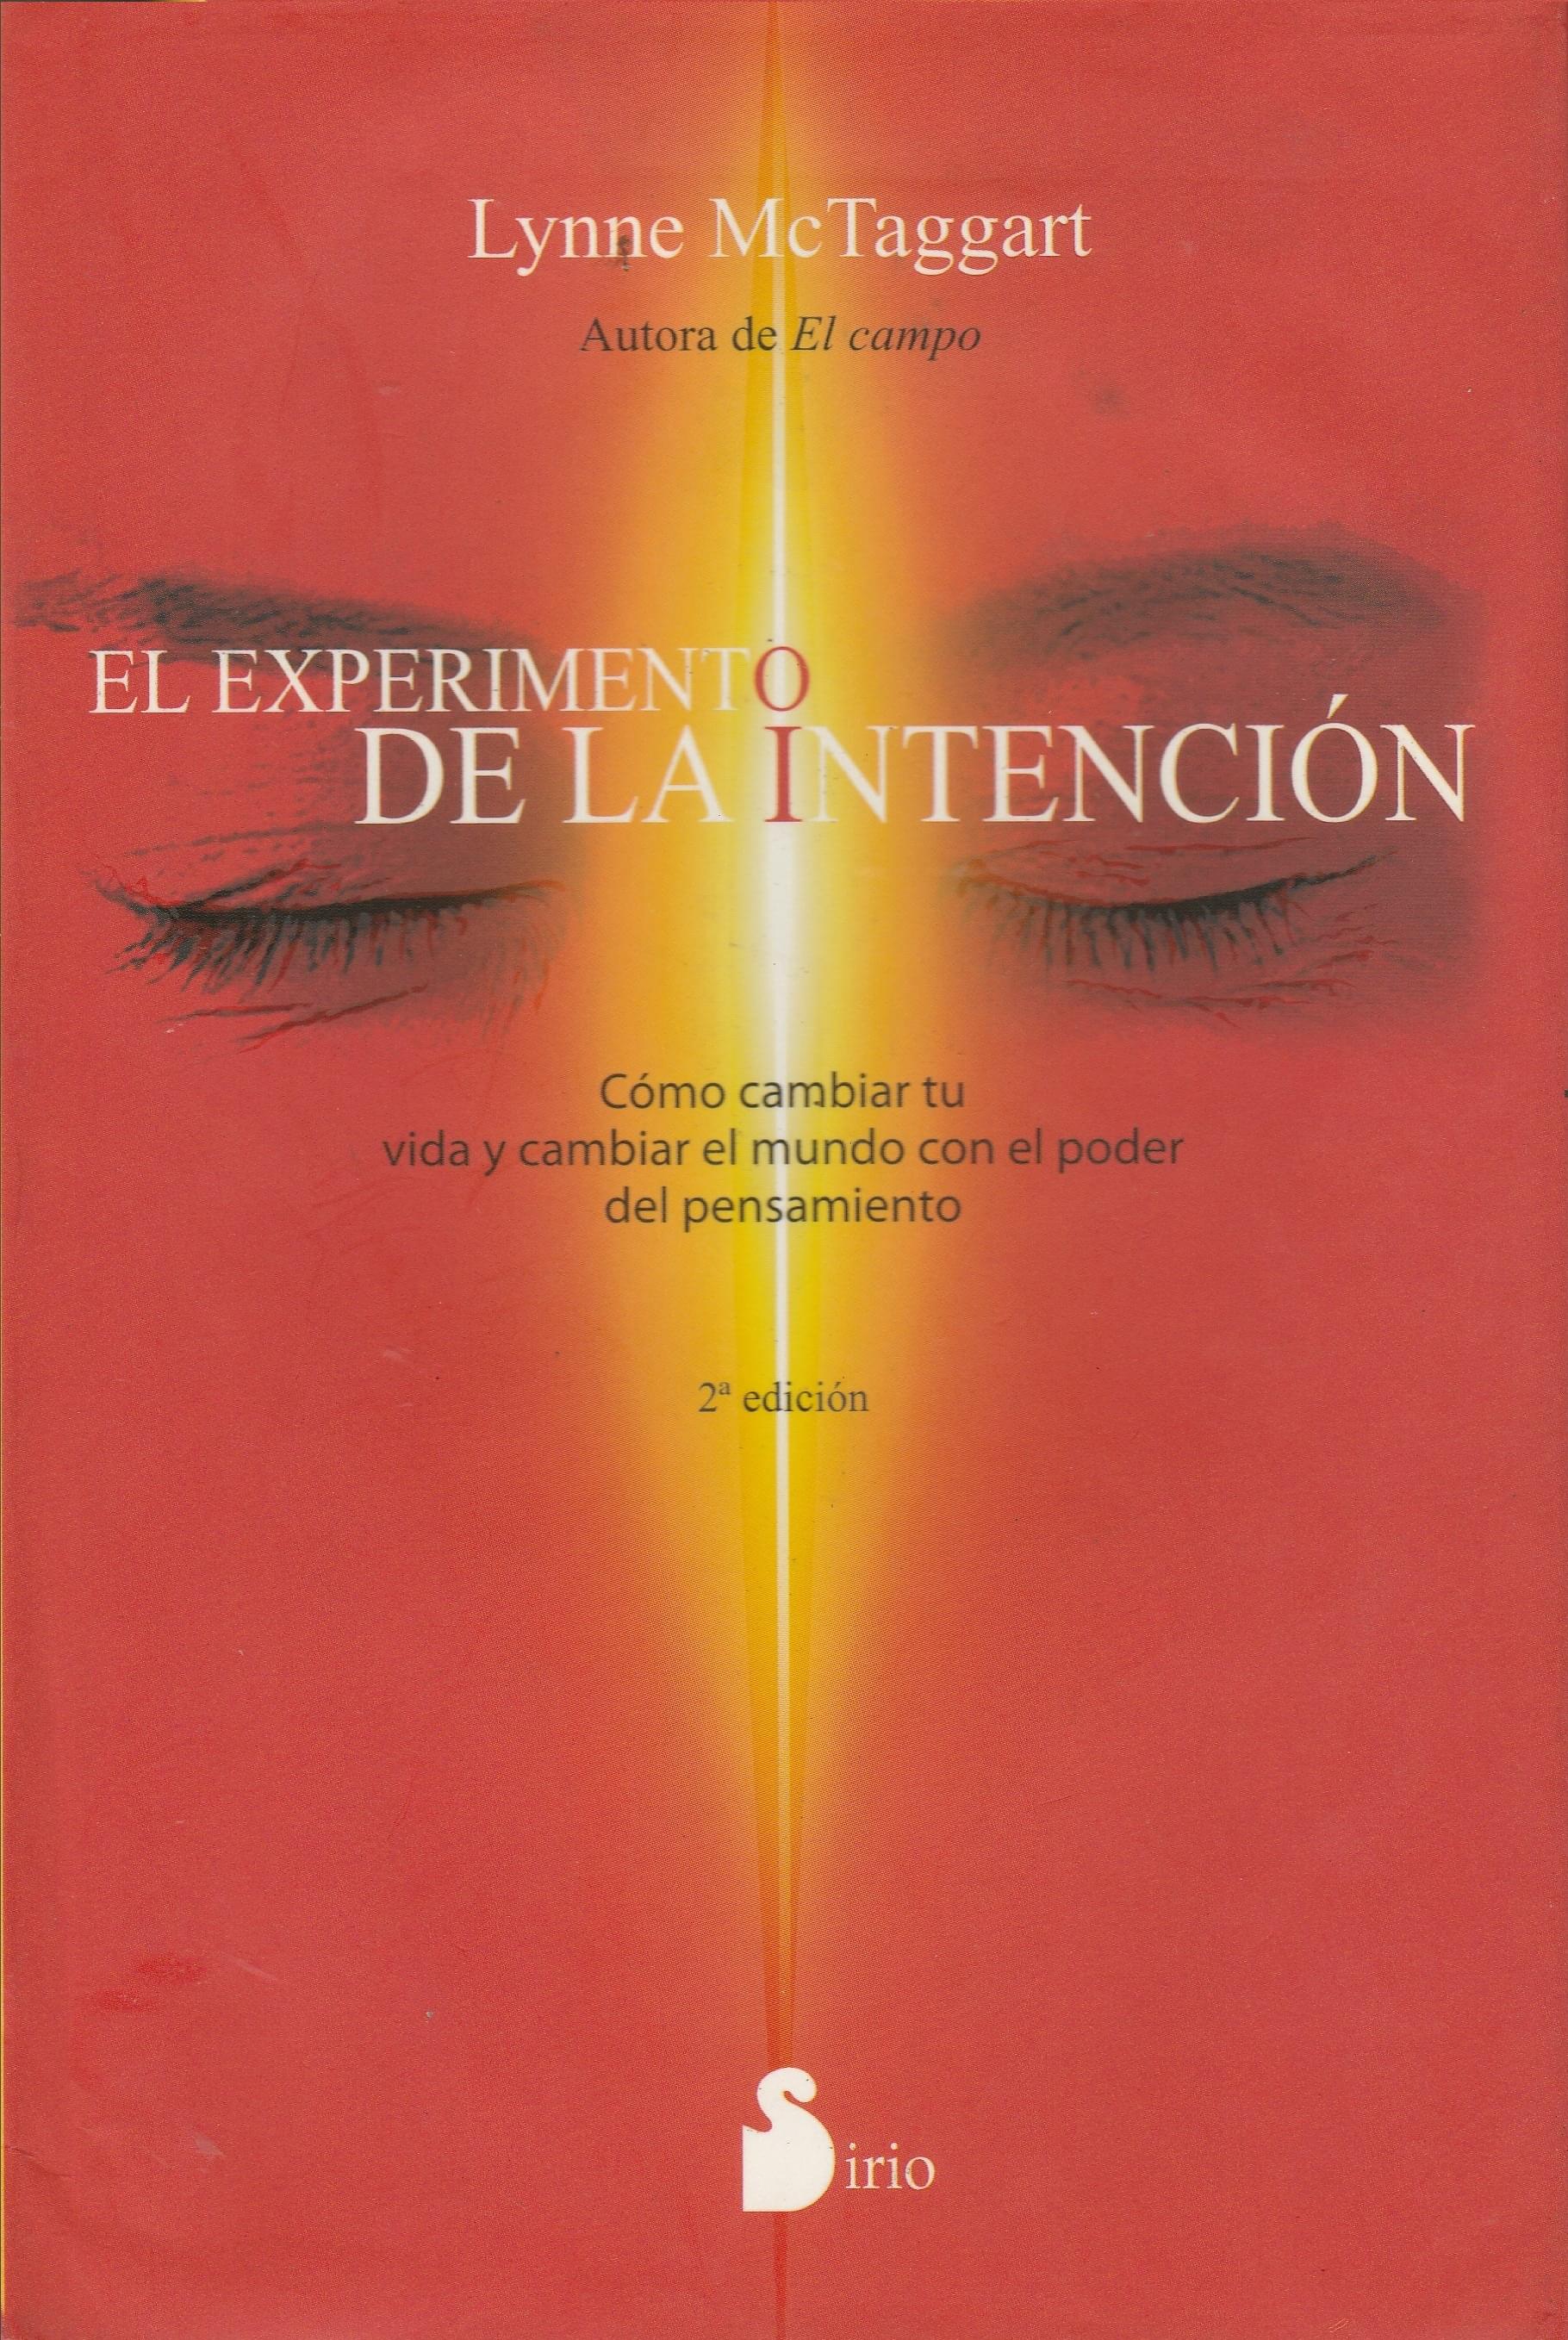 Lynne McTaggart
Autora de El campo
EL EXPERIMENTO
DE LA INTENCIÓN
Cómo cambiar tu
vida y cambiar el mundo con el poder
del pensamiento
2ª edición
Sirio